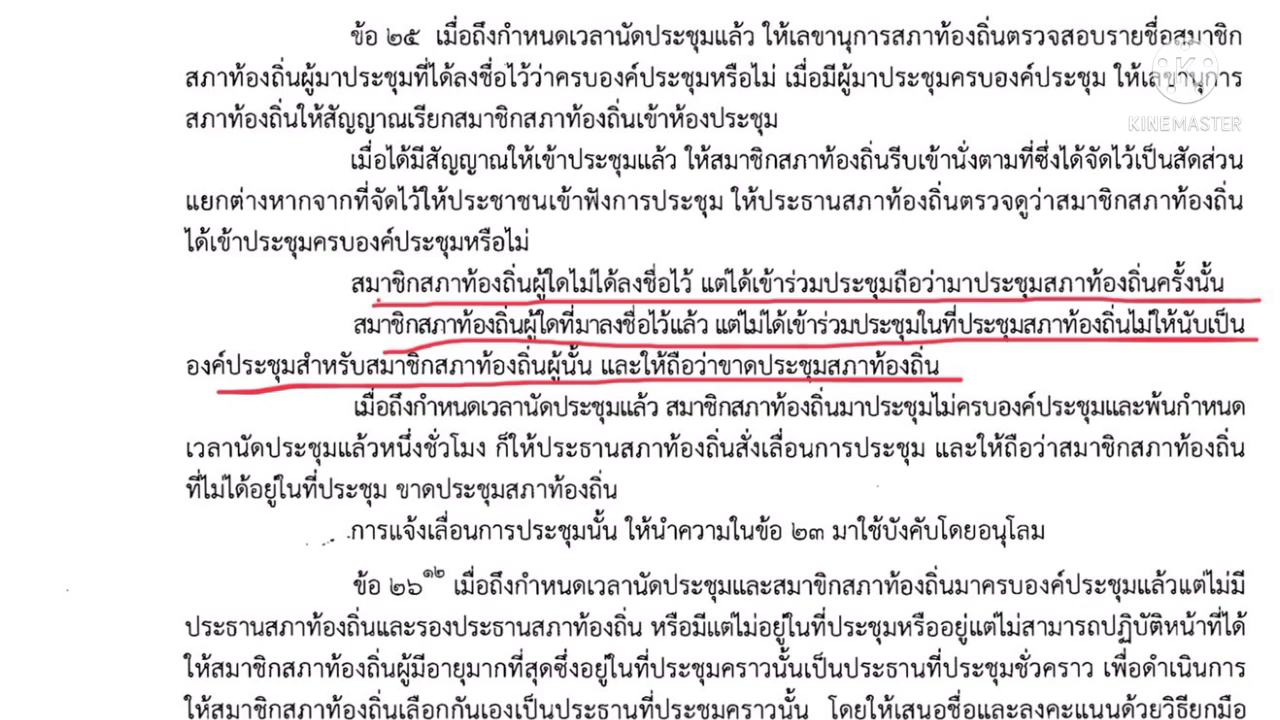 ข้อ ๒๕ เมื่อถึงกำหนดเวลานัดประชุมแล้ว ให้เลขานุการสภาท้องถิ่นตรวจสอบรายชื่อสมาชิก
สภาท้องถิ่นผู้มาประชุมที่ได้ลงชื่อไว้ว่าครบองค์ประชุมหรือไม่ เมื่อมีผู้มาประชุมครบองค์ประชุม ให้เลขานุการ
สภาท้องถิ่นให้สัญญาณเรียกสมาชิกสภาท้องถิ่นเข้าห้องประชุม
KINEMASTER
เมื่อได้มีสัญญาณให้เข้าประชุมแล้ว ให้สมาชิกสภาท้องถิ่นรีบเข้านั่งตามที่ซึ่งได้จัดไว้เป็นสัดส่วน
แยกต่างหากจากที่จัดไว้ให้ประชาชนเข้าฟังการประชุม ให้ประธานสภาท้องถิ่นตรวจดูว่าสมาชิกสภาท้องถิ่น
ได้เข้าประชุมครบองค์ประชุมหรือไม่
สมาชิกสภาท้องถิ่นผู้ใดไม่ได้ลงชื่อไว้ แต่ได้เข้าร่วมประชุมถือว่ามาประชุมสภาท้องถิ่นครั้งนั้น
สมาชิกสภาท้องถิ่นผู้ใดที่มาลงชื่อไว้แล้ว แต่ไม่ได้เข้าร่วมประชุมในที่ประชุมสภาท้องถิ่นไม่ให้นับเป็น
องค์ประชุมสำหรับสมาชิกสภาท้องถิ่นผู้นั้น และให้ถือว่าขาดประชุมสภาท้องถิ่น
เมื่อถึงกำหนดเวลานัดประชุมแล้ว สมาชิกสภาท้องถิ่นมาประชุมไม่ครบองค์ประชุมและพ้นกำหนด
เวลานัดประชุมแล้วหนึ่งชั่วโมง ก็ให้ประธานสภาท้องถิ่นสั่งเลื่อนการประชุม และให้ถือว่าสมาชิกสภาท้องถิ่น
ที่ไม่ได้อยู่ในที่ประชุม ขาดประชุมสภาท้องถิ่น
การแจ้งเลื่อนการประชุมนั้น ให้นำความในข้อ ๒๓ มาใช้บังคับโดยอนุโลม
ข้อ ๒๖๑๒ เมื่อถึงกำหนดเวลานัดประชุมและสมาชิกสภาท้องถิ่นมาครบองค์ประชุมแล้วแต่ไม่มี
ประธานสภาท้องถิ่นและรองประธานสภาท้องถิ่น หรือมีแต่ไม่อยู่ในที่ประชุมหรืออยู่แต่ไม่สามารถปฏิบัติหน้าที่ได้
ให้สมาชิกสภาท้องถิ่นผู้มีอายุมากที่สุดซึ่งอยู่ในที่ประชุมคราวนั้นเป็นประธานที่ประชุมชั่วคราว เพื่อดำเนินการ
ให้สมาชิกสภาท้องถิ่นเลือกกันเองเป็นประธานที่ประชุมคราวนั้น โดยให้เสนอชื่อและลงคะแนนด้วยวิธียกมือ